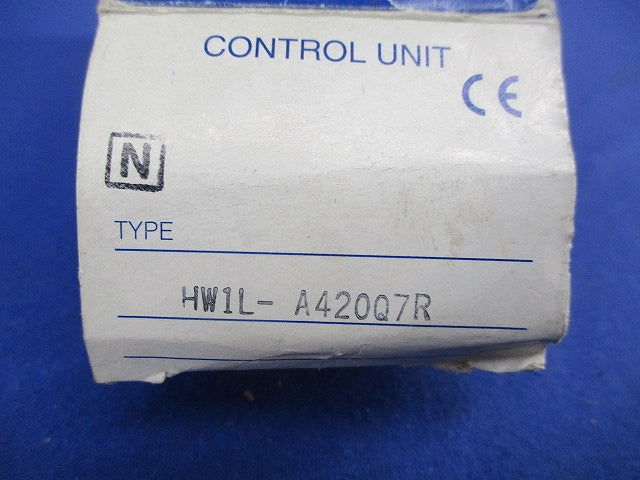 CONTROL UNIT
CE
N
TYPE
HW1L- A420Q7R